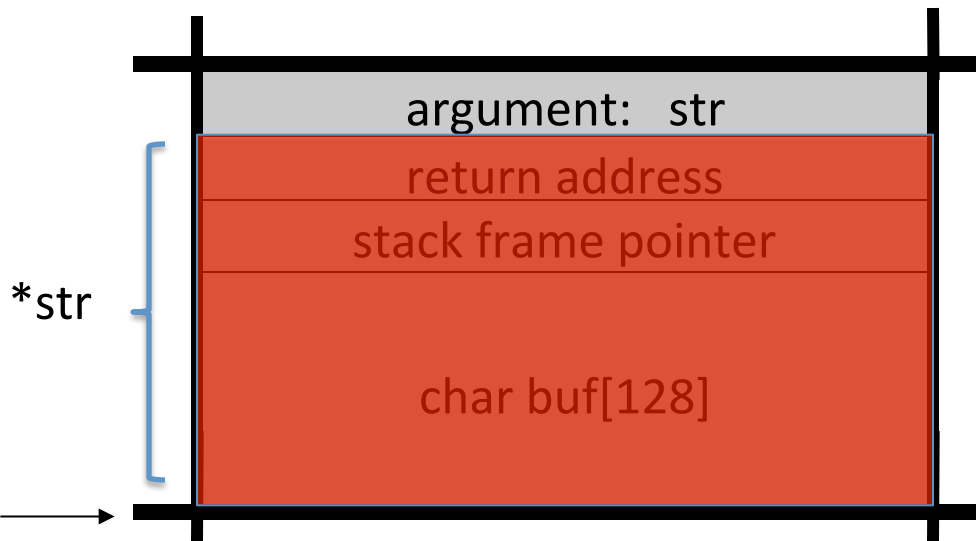 argument: str
return address
stack frame pointer
*str
char buf[128]